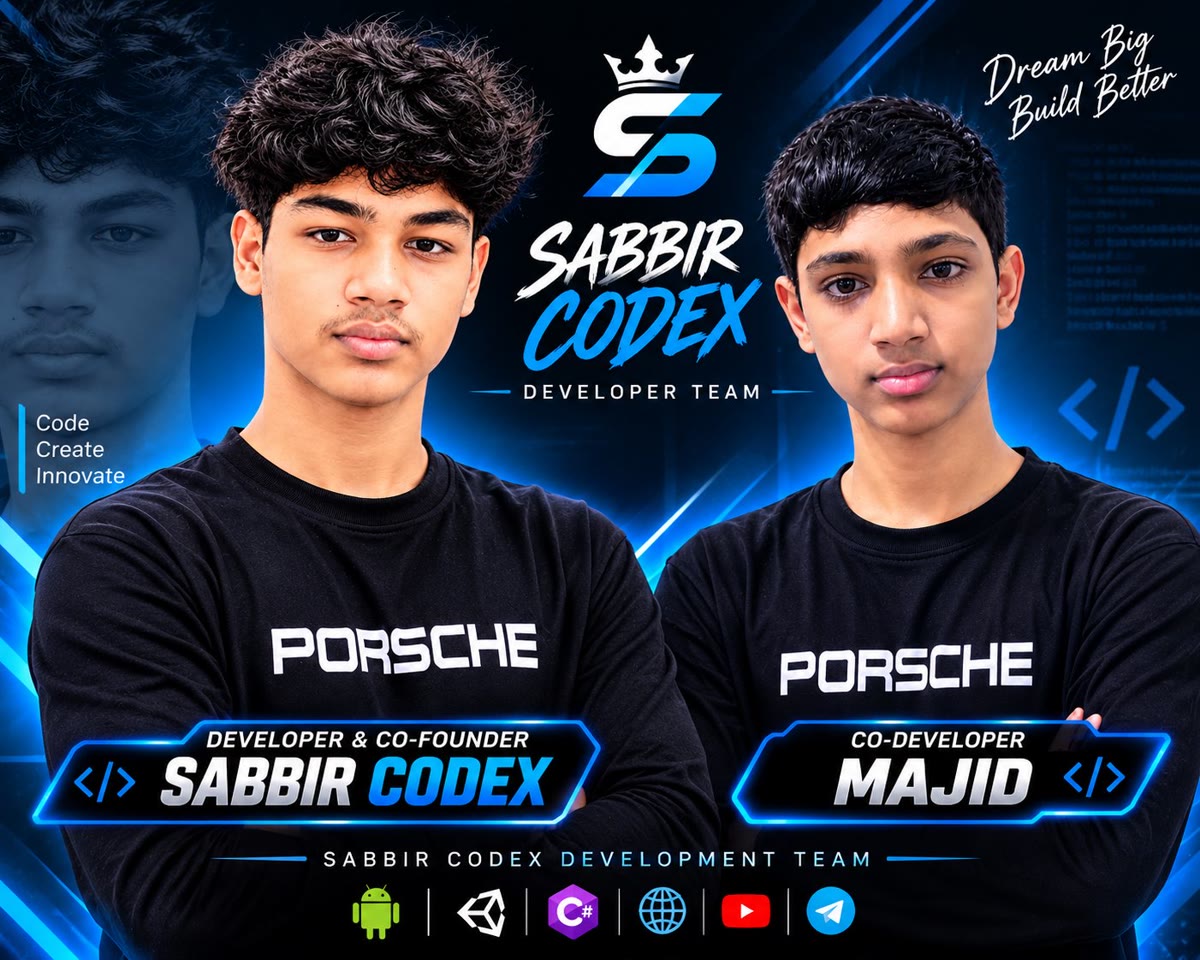 Dream Big
Build Better
SABBIR
CODEX
DEVELOPER TEAM
Code
Create
Innovate
</>
PORSCHE
PORSCHE
DEVELOPER & CO-FOUNDER
</> SABBIR CODEX
CO-DEVELOPER
MAJID </>
SABBIR CODEX DEVELOPMENT TEAM
C#